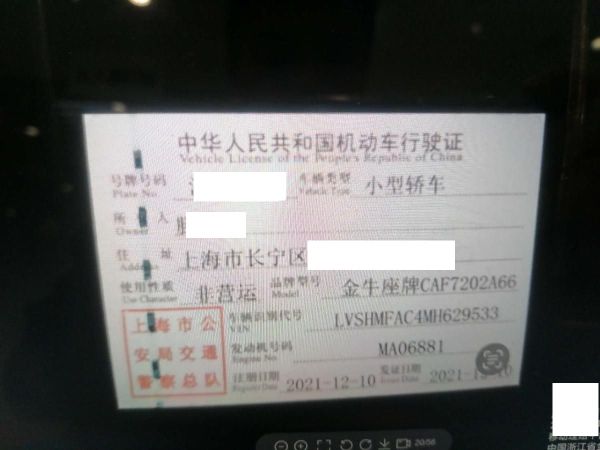 中华人民共和国机动车行驶证
Vehicle License of the People's Republic of China
号牌号码 车辆类型 小型轿车
Plate No. Vehicle Type
所 人
Owner
住 址 上海市长宁区
Address
使用性质 非营运 品牌型号 金牛座牌CAF7202A66
Use Character Model
上海市公 车辆识别代号 LVSHMFAC4MH629533
VIN
安局交通 发动机号码 MA06881
Engine No.
警察总队 注册日期 2021-12-10 发证日期
Register Date Issue Date
20/56